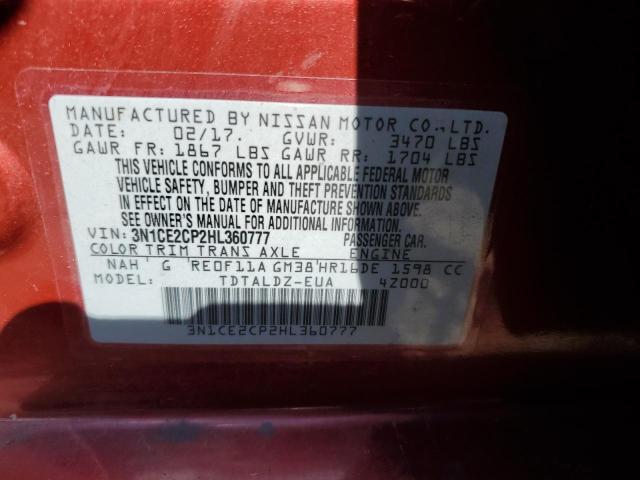 MANUFACTURED BY NISSAN MOTOR CO.,LTD.
DATE: 02/17. GVWR: 3470 LBS
GAWR FR: 1867 LBS GAWR RR: 1704 LBS
THIS VEHICLE CONFORMS TO ALL APPLICABLE FEDERAL MOTOR
VEHICLE SAFETY, BUMPER AND THEFT PREVENTION STANDARDS
IN EFFECT ON THE DATE OF MANUFACTURE SHOWN ABOVE.
SEE OWNER'S MANUAL FOR ADDITIONAL INFORMATION.
VIN: 3N1CE2CP2HL360777 PASSENGER CAR.
COLOR TRIM TRANS AXLE ENGINE
NAH' G RE0F11A GM38'HR16DE 1598 CC
MODEL: TDTALDZ-EUA 4Z000
3N1CE2CP2HL360777